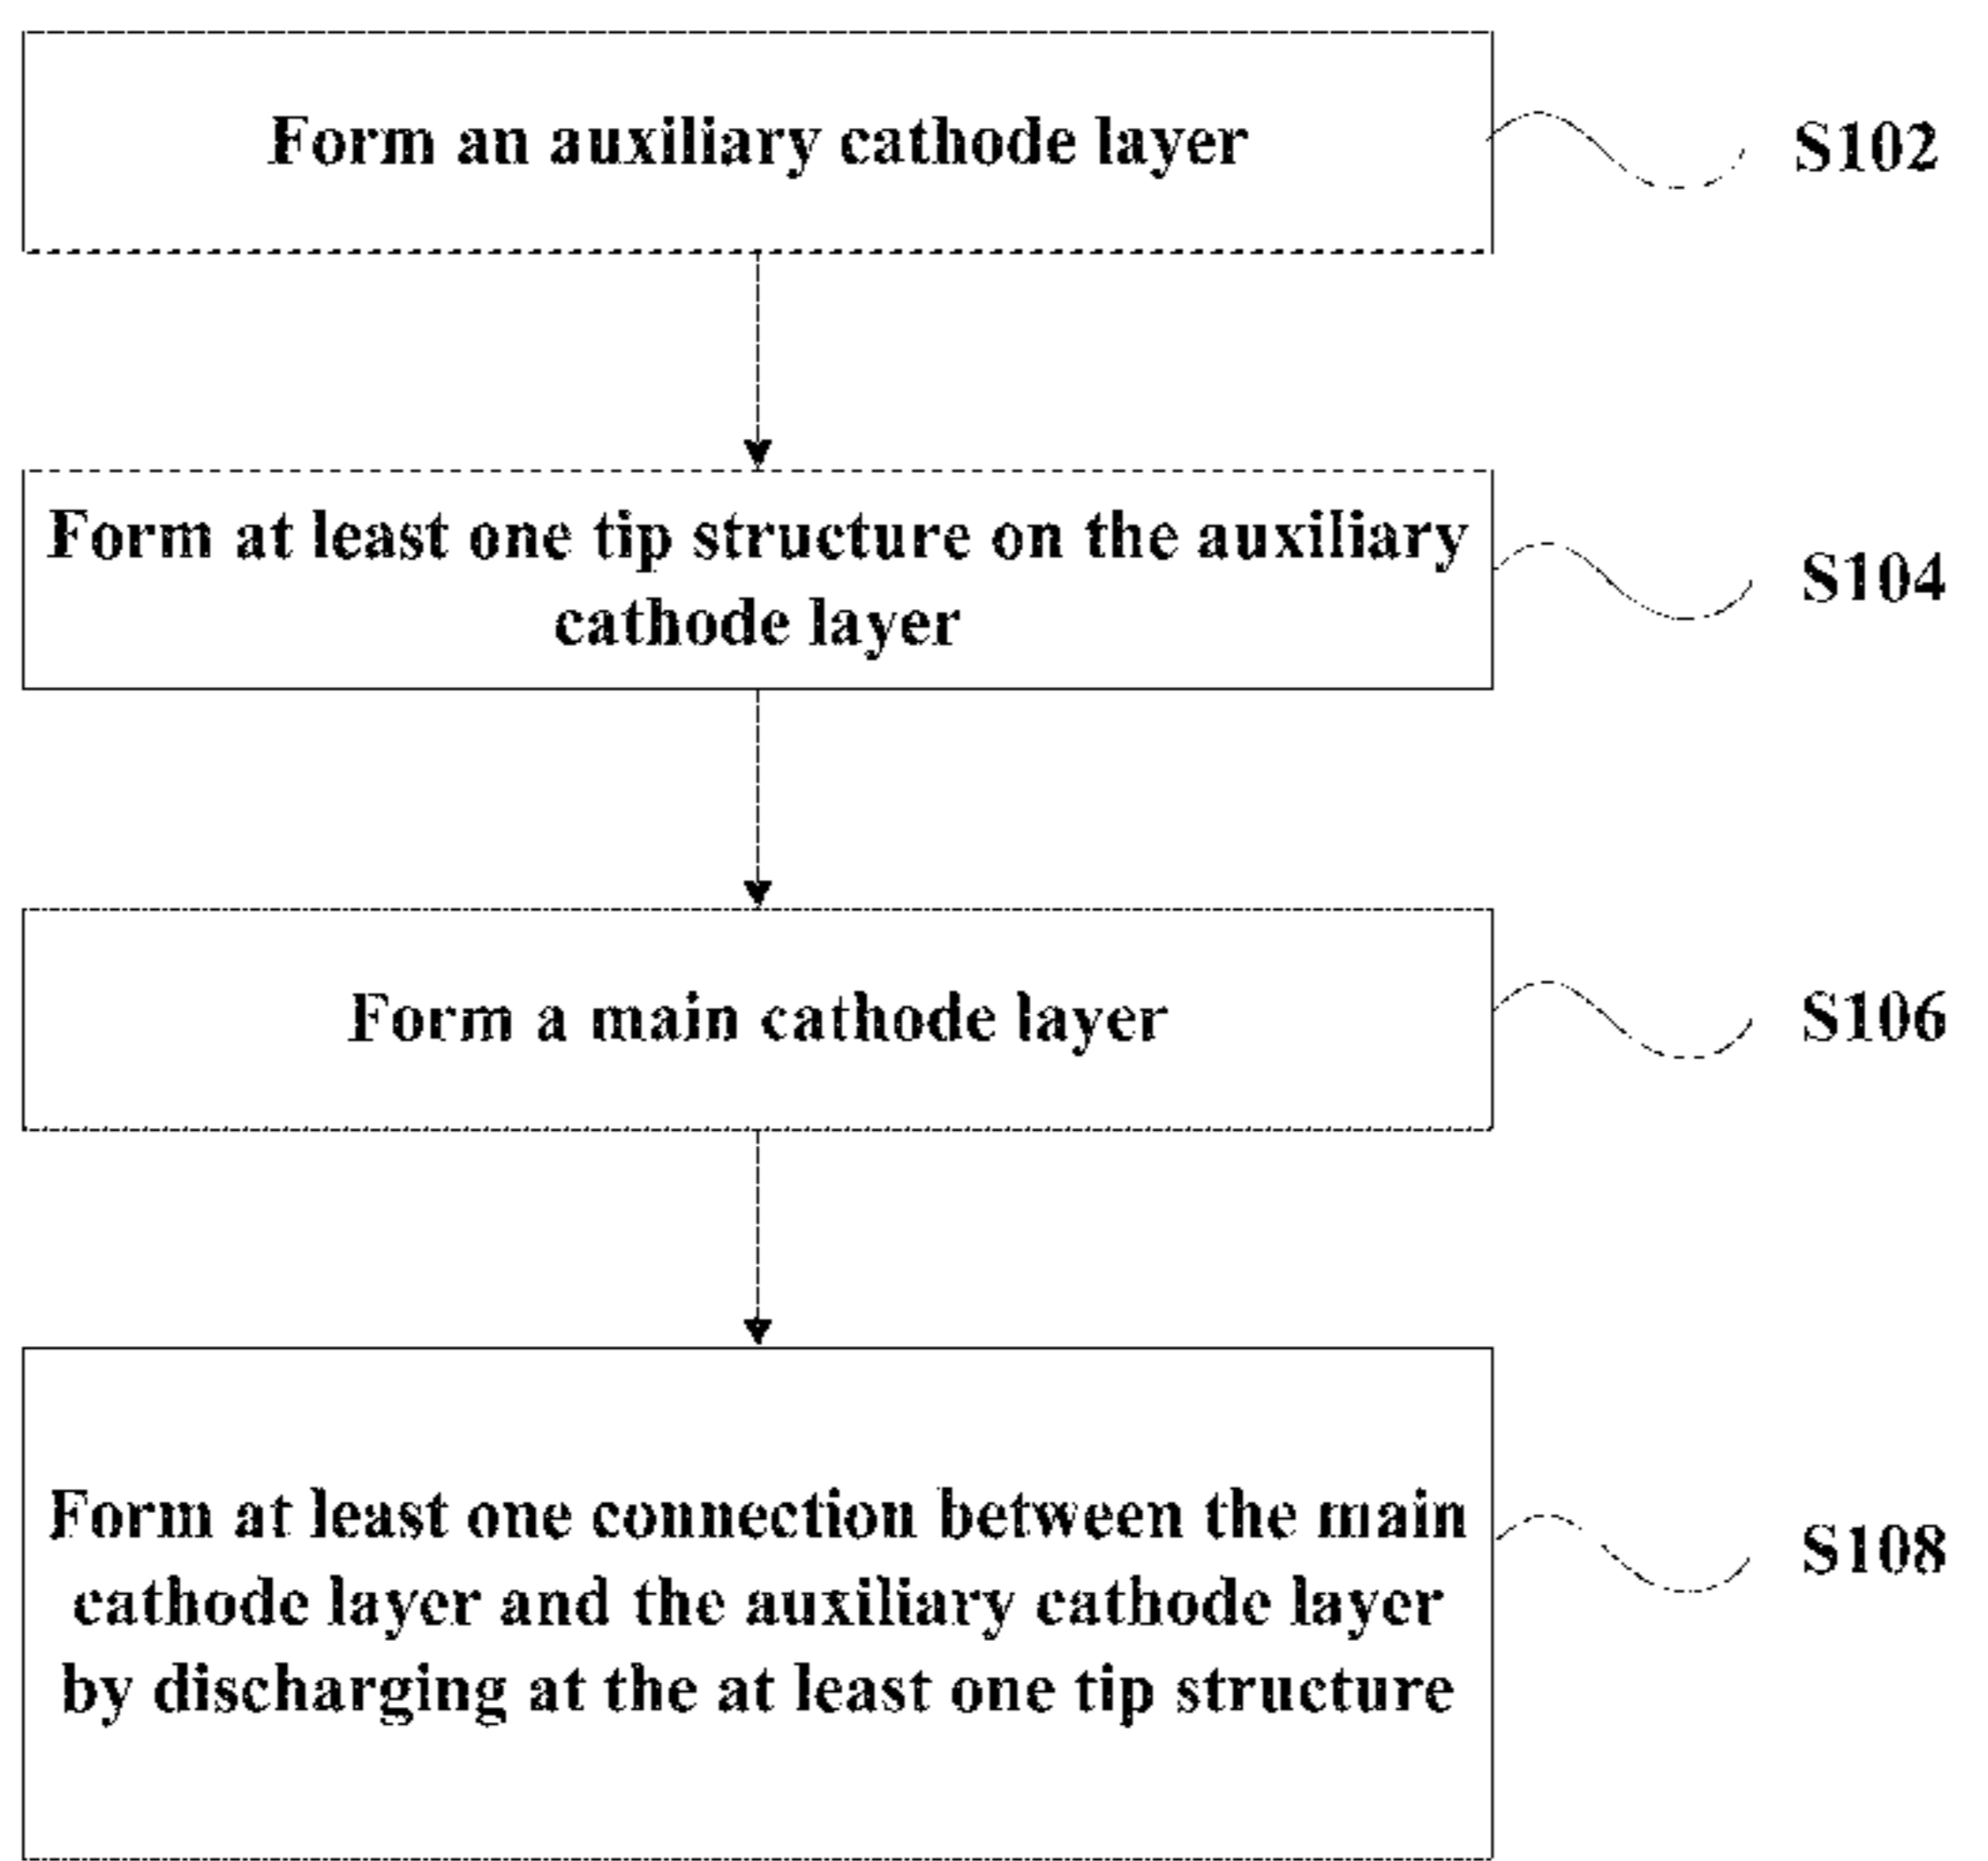 Form an auxiliary cathode layer
S102
Form at least one tip structure on the auxiliary
cathode layer
S104
Form a main cathode layer
S106
Form at least one connection between the main
cathode layer and the auxiliary cathode layer
by discharging at the at least one tip structure
S108